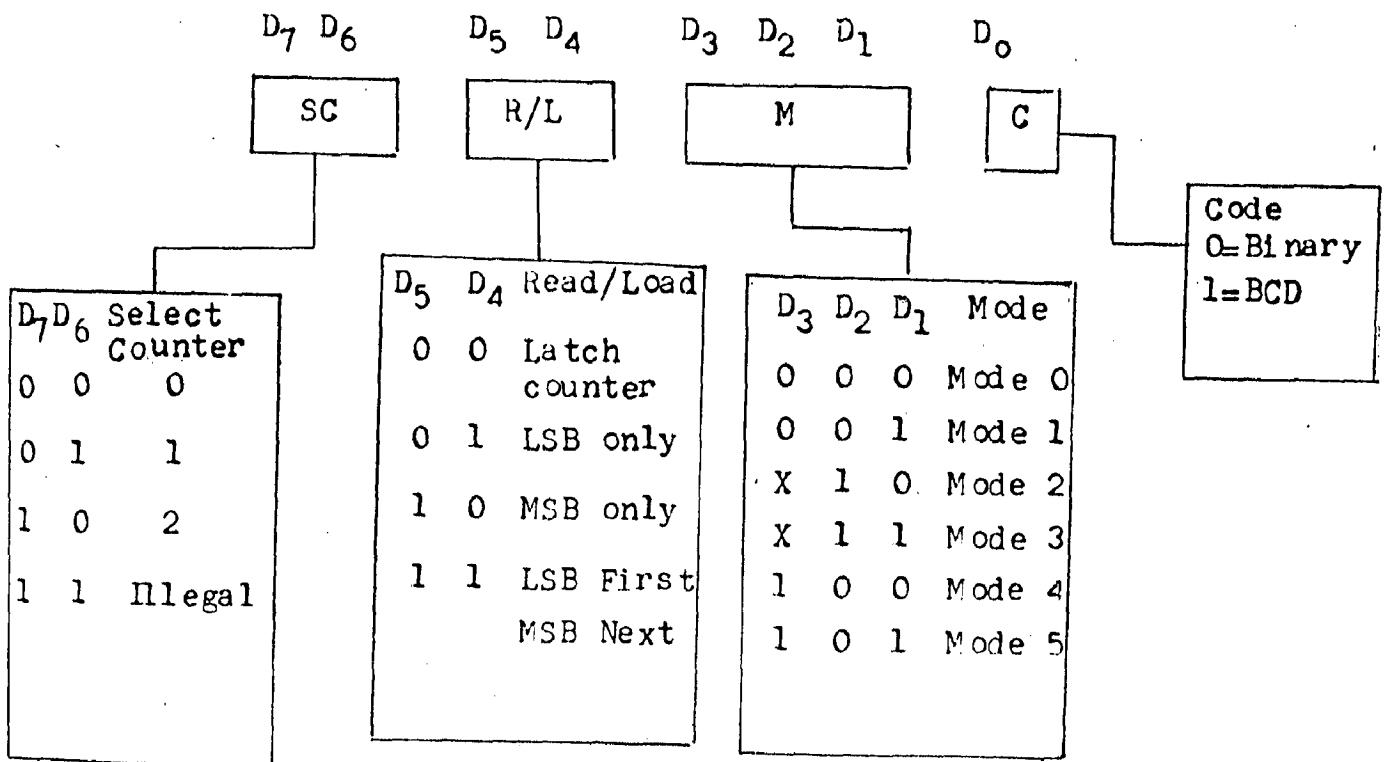 D7 D6 D5 D4 D3 D2 D1 D0
SC R/L M C
Code
0=Binary
1=BCD
D7 D6 Select
Counter
0 0 0
0 1 1
1 0 2
1 1 Illegal
D5 D4 Read/Load
0 0 Latch
counter
0 1 LSB only
1 0 MSB only
1 1 LSB First
MSB Next
D3 D2 D1 Mode
0 0 0 Mode 0
0 0 1 Mode 1
X 1 0 Mode 2
X 1 1 Mode 3
1 0 0 Mode 4
1 0 1 Mode 5